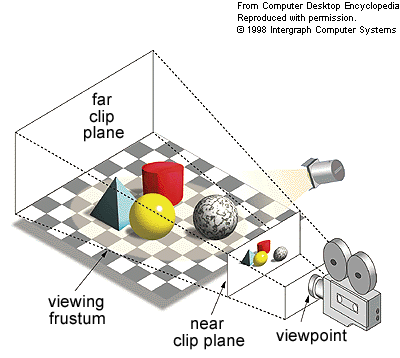 From Computer Desktop Encyclopedia
Reproduced with permission.
© 1998 Intergraph Computer Systems
far
clip
plane
viewing
frustum
near
clip plane
viewpoint